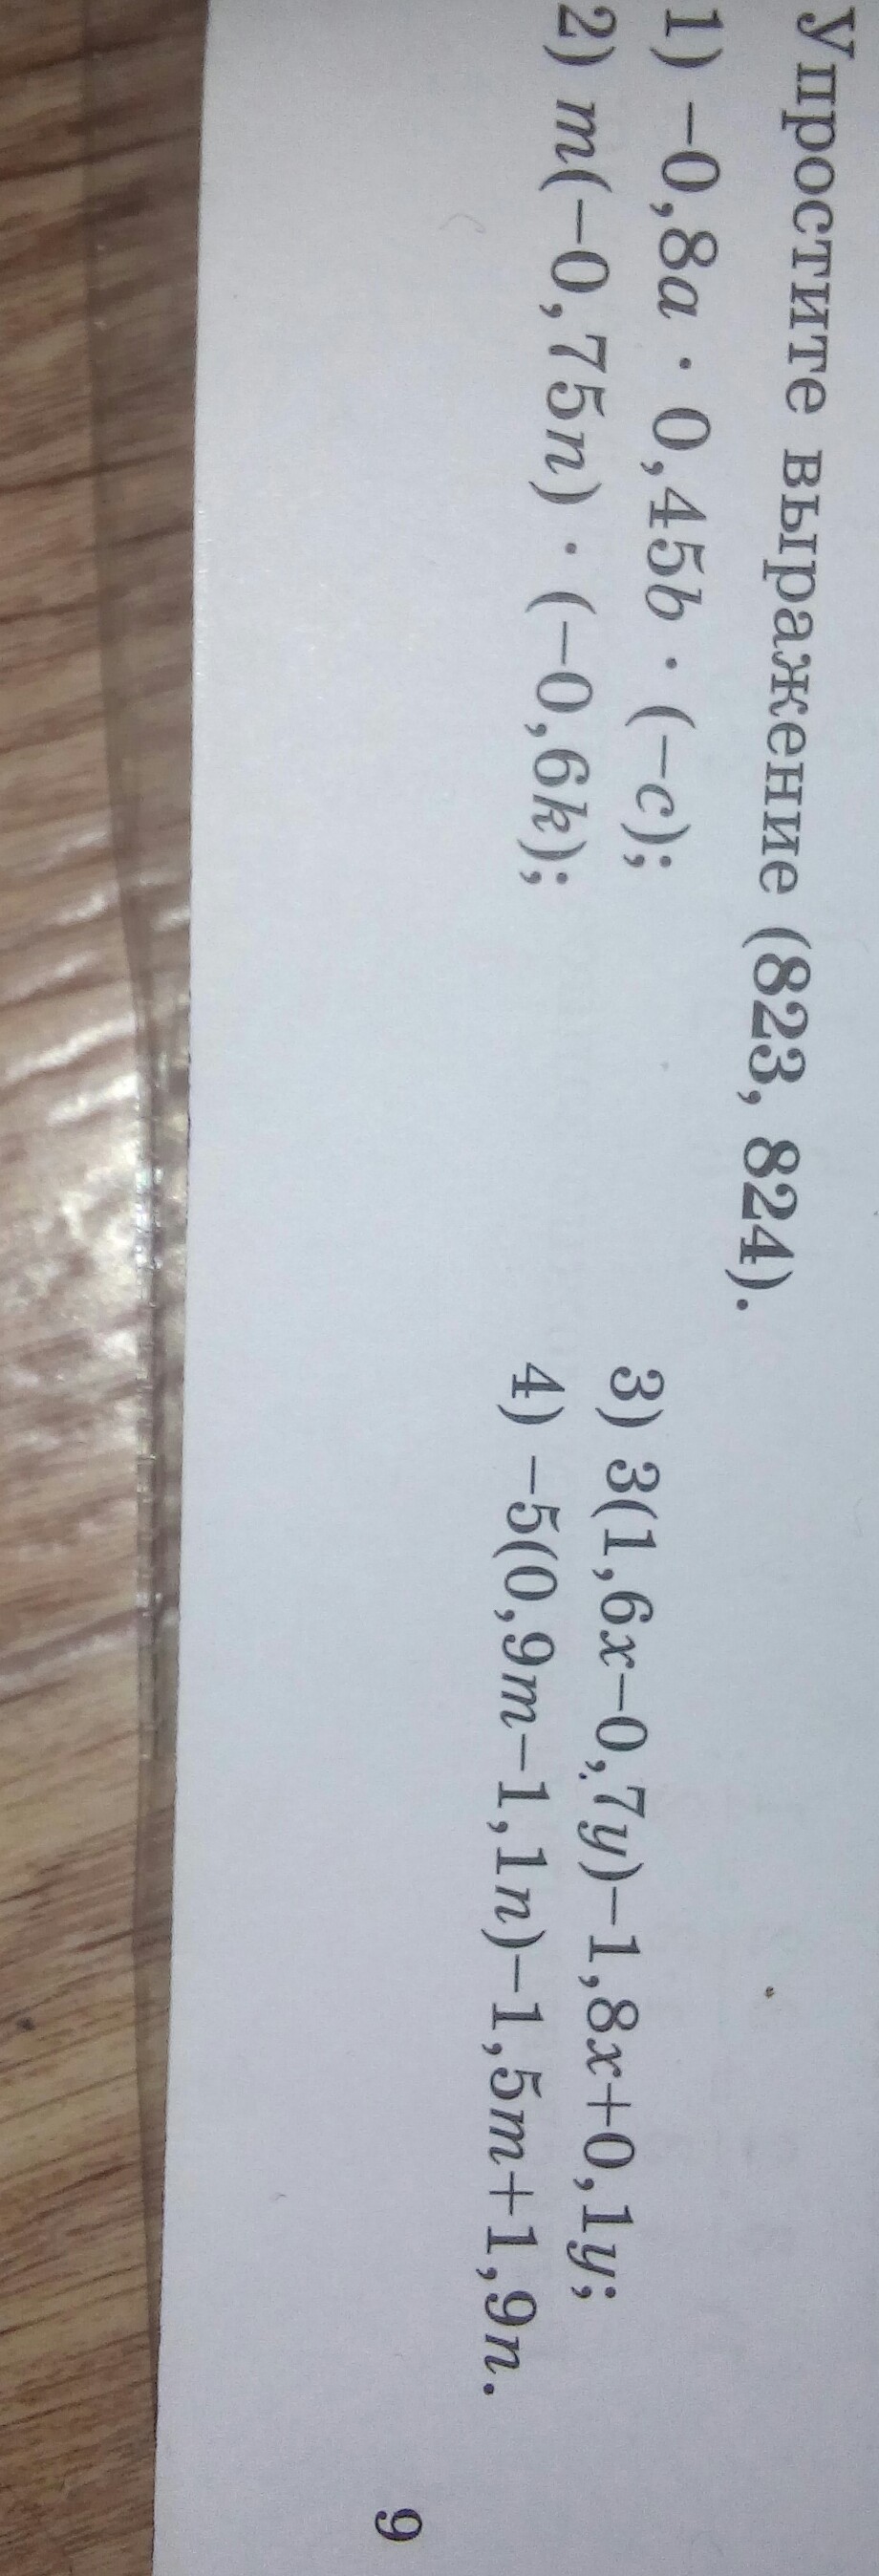 Упростите выражение (823, 824).
1) –0,8a · 0,45b · (–c);
2) m(–0,75n) · (–0,6k);
3) 3(1,6x–0,7y)–1,8x+0,1y;
4) –5(0,9m–1,1n)–1,5m+1,9n.
9